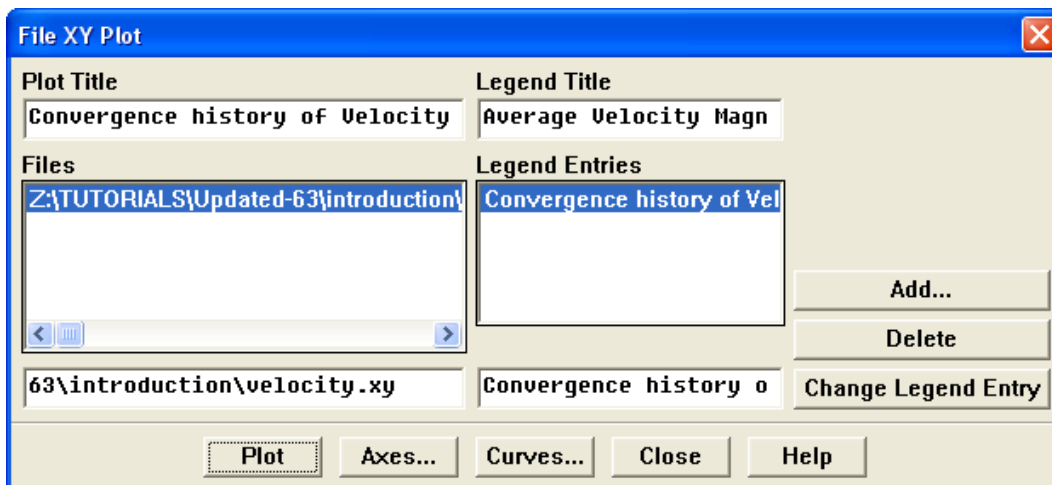 File XY Plot
Plot Title
Legend Title
Convergence history of Velocity
Average Velocity Magn
Files
Legend Entries
Z:\TUTORIALS\Updated-63\introduction\
Convergence history of Vel
Add...
Delete
63\introduction\velocity.xy
Convergence history o
Change Legend Entry
Plot
Axes...
Curves...
Close
Help